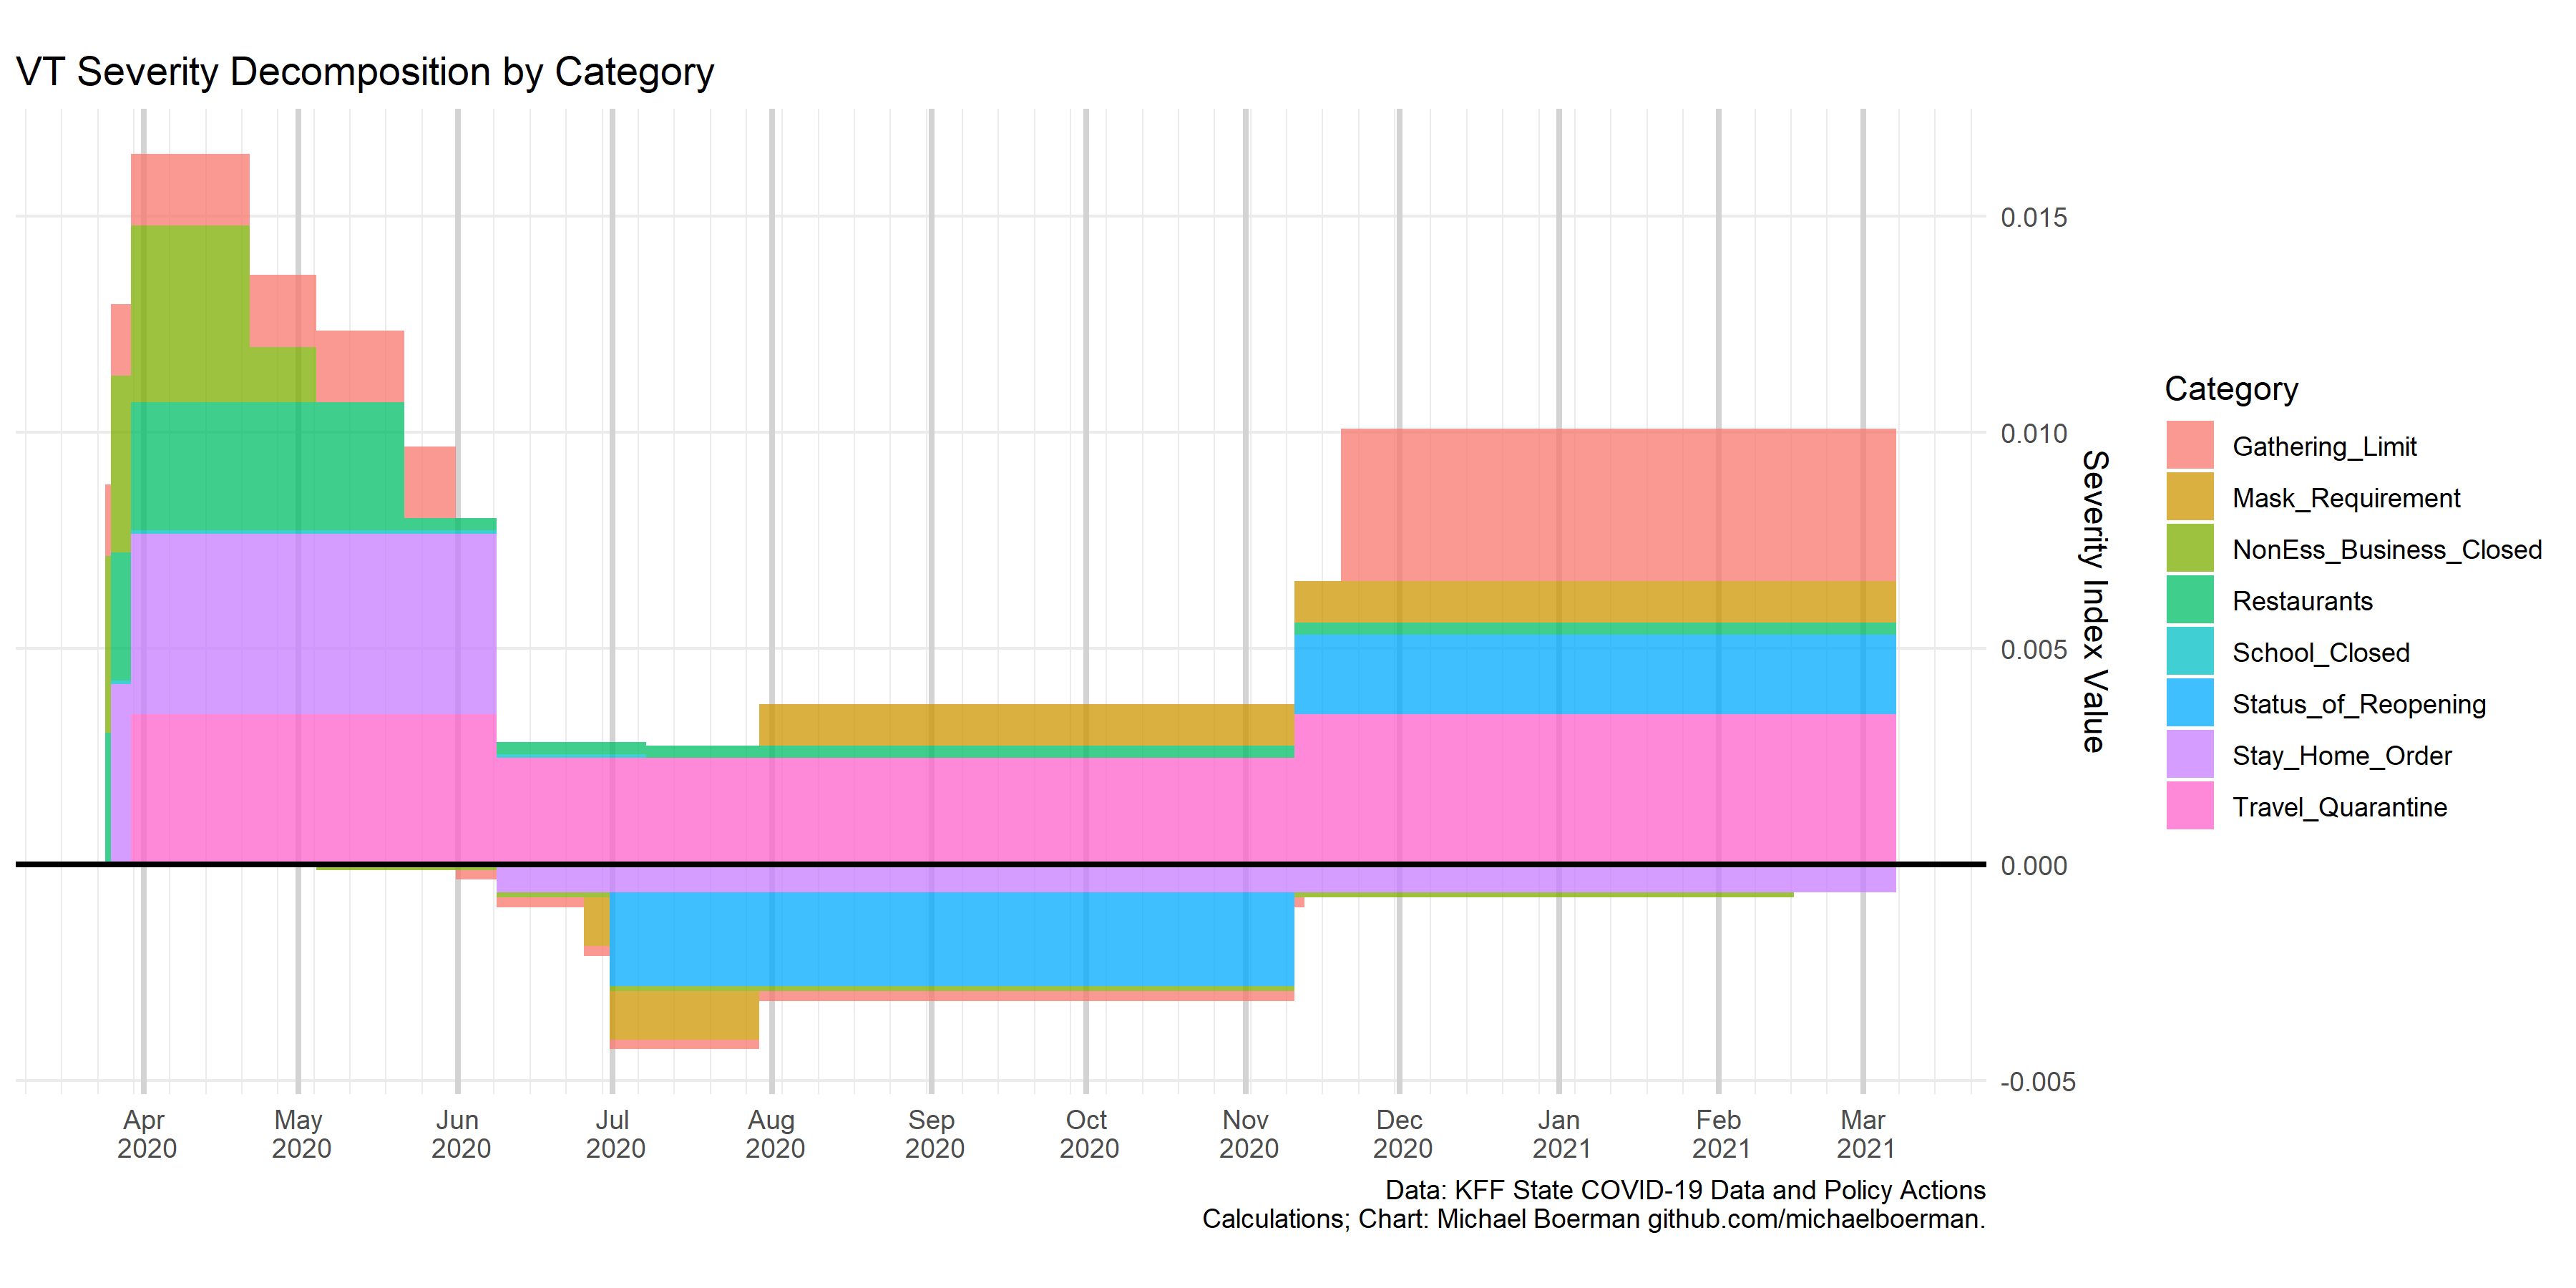 VT Severity Decomposition by Category
0.015
0.010
0.005
0.000
-0.005
Severity Index Value
Apr
2020
May
2020
Jun
2020
Jul
2020
Aug
2020
Sep
2020
Oct
2020
Nov
2020
Dec
2020
Jan
2021
Feb
2021
Mar
2021
Category
Gathering_Limit
Mask_Requirement
NonEss_Business_Closed
Restaurants
School_Closed
Status_of_Reopening
Stay_Home_Order
Travel_Quarantine
Data: KFF State COVID-19 Data and Policy Actions
Calculations; Chart: Michael Boerman github.com/michaelboerman.